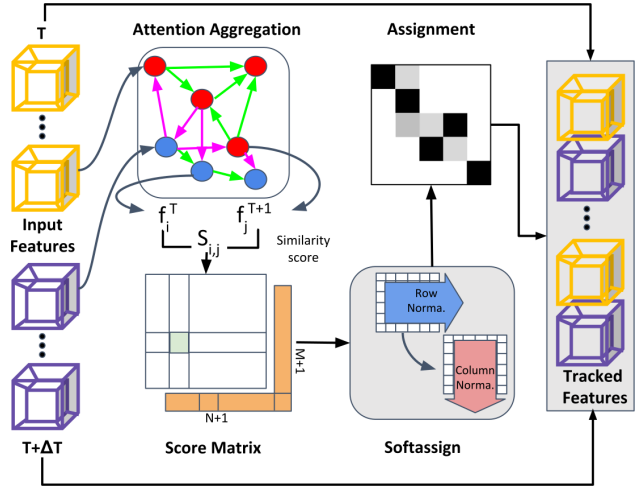 T
Attention Aggregation
Assignment
Input
Features
f_i^T
f_j^{T+1}
S_{i,j}
Similarity
score
Row
Norma.
Column
Norma.
M+1
N+1
Tracked
Features
T+ΔT
Score Matrix
Softassign